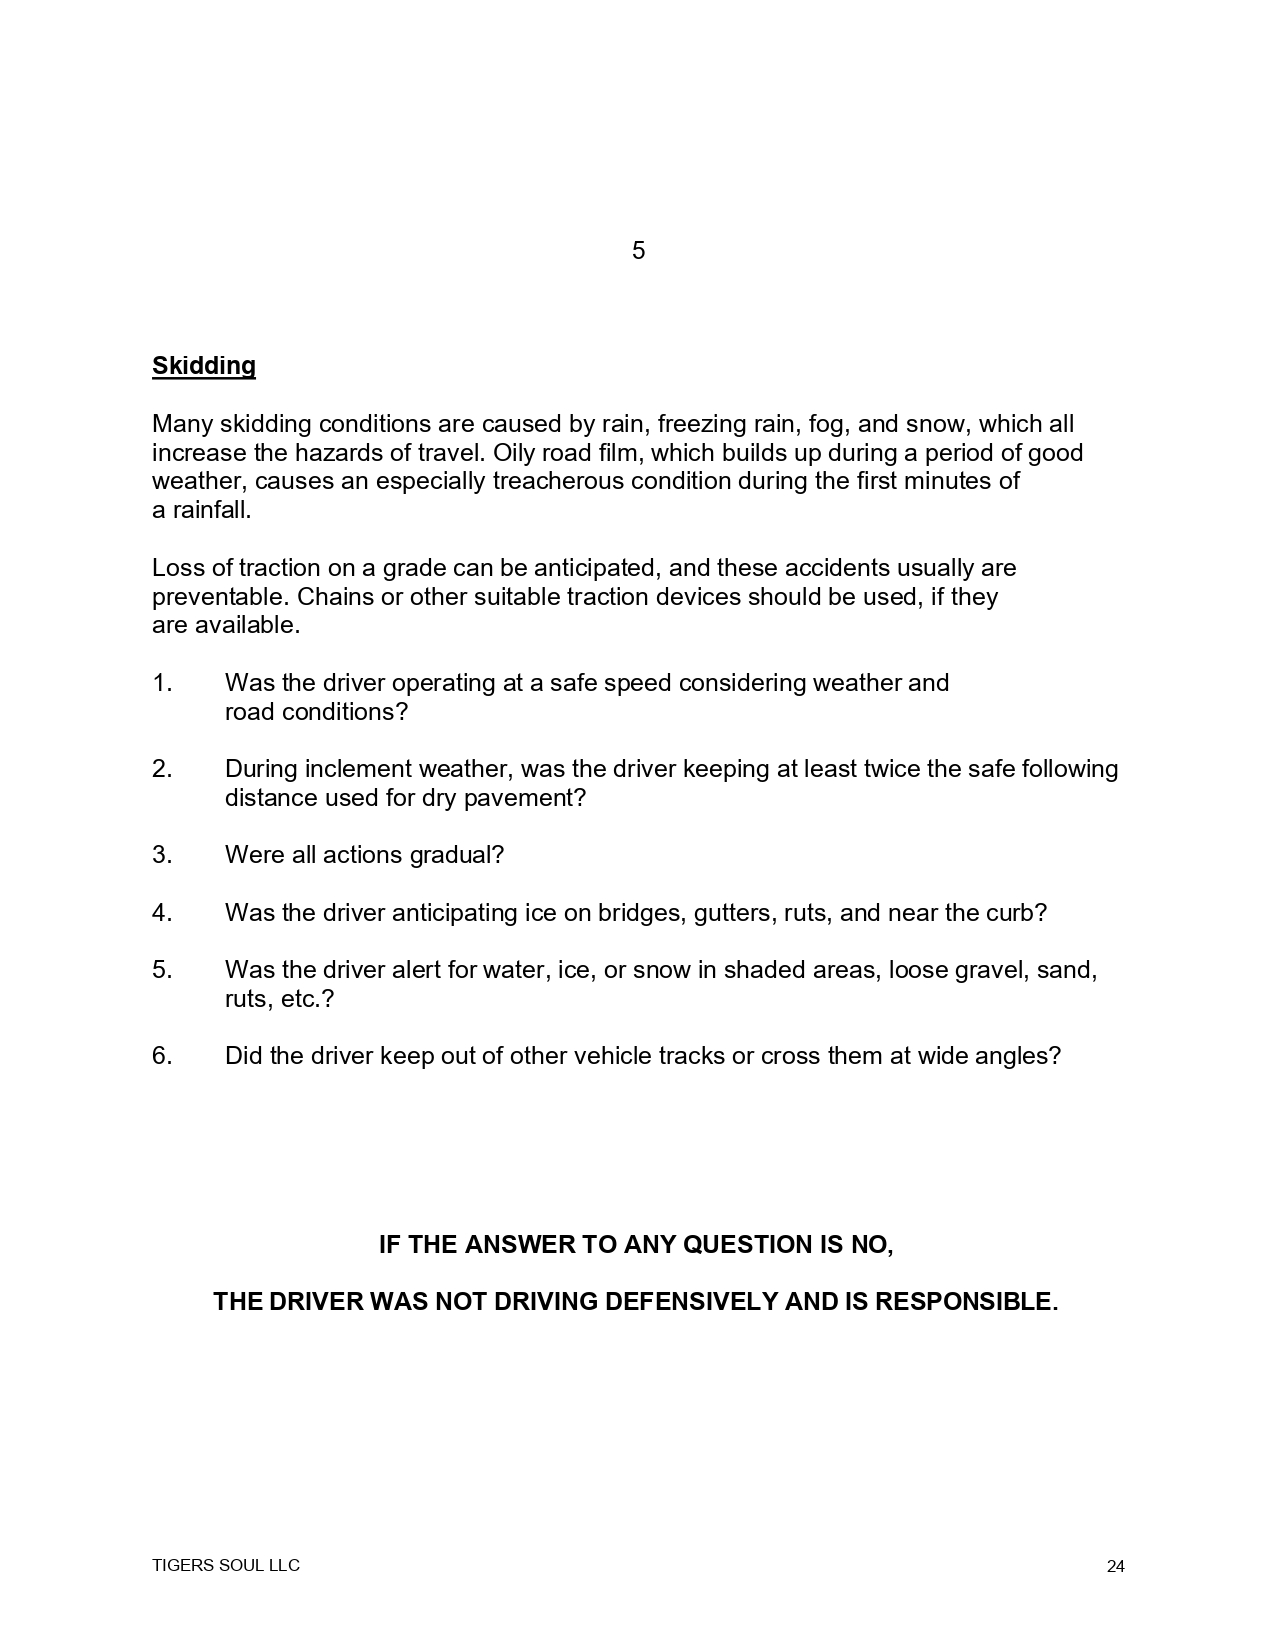 5
Skidding
Many skidding conditions are caused by rain, freezing rain, fog, and snow, which all
increase the hazards of travel. Oily road film, which builds up during a period of good
weather, causes an especially treacherous condition during the first minutes of
a rainfall.
Loss of traction on a grade can be anticipated, and these accidents usually are
preventable. Chains or other suitable traction devices should be used, if they
are available.
1. Was the driver operating at a safe speed considering weather and
road conditions?
2. During inclement weather, was the driver keeping at least twice the safe following
distance used for dry pavement?
3. Were all actions gradual?
4. Was the driver anticipating ice on bridges, gutters, ruts, and near the curb?
5. Was the driver alert for water, ice, or snow in shaded areas, loose gravel, sand,
ruts, etc.?
6. Did the driver keep out of other vehicle tracks or cross them at wide angles?
IF THE ANSWER TO ANY QUESTION IS NO,
THE DRIVER WAS NOT DRIVING DEFENSIVELY AND IS RESPONSIBLE.
TIGERS SOUL LLC 24